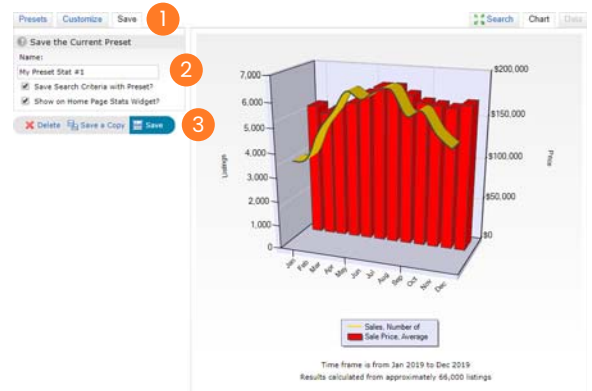 Presets Customize Save 1
Search Chart Data
Save the Current Preset
Name:
My Preset Stat #1
2
Save Search Criteria with Preset?
Show on Home Page Stats Widget?
Delete Save a Copy Save 3
7,000
6,000
5,000
4,000
3,000
2,000
1,000
0
Listings
$200,000
$150,000
$100,000
$50,000
$0
Price
Jan Feb Mar Apr May Jun Jul Aug Sep Oct Nov Dec
Sales, Number of
Sale Price, Average
Time frame is from Jan 2019 to Dec 2019
Results calculated from approximately 66,000 listings